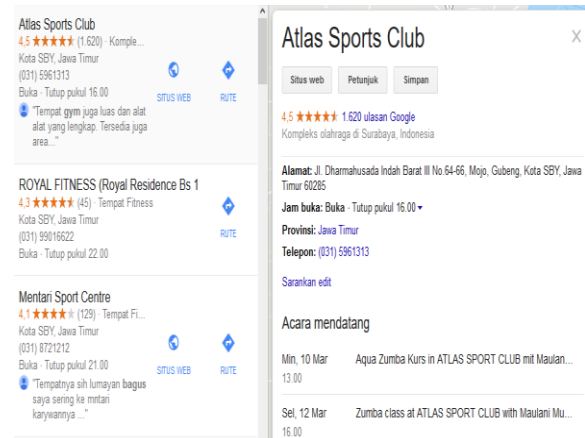 Atlas Sports Club
4,5 (1.620) · Komple...
Kota SBY, Jawa Timur
(031) 5961313
Buka · Tutup pukul 16.00
SITUS WEB
RUTE
"Tempat gym juga luas dan alat
alat yang lengkap. Tersedia juga
area..."
ROYAL FITNESS (Royal Residence Bs 1
4,3 (45) · Tempat Fitness
Kota SBY, Jawa Timur
(031) 99016622
Buka · Tutup pukul 22.00
RUTE
Mentari Sport Centre
4,1 (129) · Tempat Fi...
Kota SBY, Jawa Timur
(031) 8721212
Buka · Tutup pukul 21.00
SITUS WEB
RUTE
"Tempatnya sih lumayan bagus
saya sering ke mntari
karywannya ..."
Atlas Sports Club
Situs web
Petunjuk
Simpan
4,5 1.620 ulasan Google
Kompleks olahraga di Surabaya, Indonesia
Alamat: Jl. Dharmahusada Indah Barat III No.64-66, Mojo, Gubeng, Kota SBY, Jawa
Timur 60285
Jam buka: Buka · Tutup pukul 16.00
Provinsi: Jawa Timur
Telepon: (031) 5961313
Sarankan edit
Acara mendatang
Min, 10 Mar Aqua Zumba Kurs in ATLAS SPORT CLUB mit Maulan...
13.00
Sel, 12 Mar Zumba class at ATLAS SPORT CLUB with Maulani Mu...
16.00